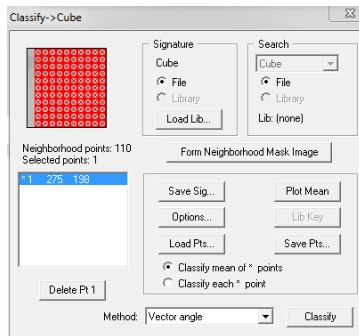 Classify->Cube
Signature
Cube
File
Library
Load Lib...
Search
Cube
File
Library
Lib: (none)
Neighborhood points: 110
Selected points: 1
*1 275 198
Form Neighborhood Mask Image
Save Sig...
Plot Mean
Options...
Lib Key
Load Pts...
Save Pts...
Classify mean of * points
Classify each * point
Delete Pt 1
Method:
Vector angle
Classify